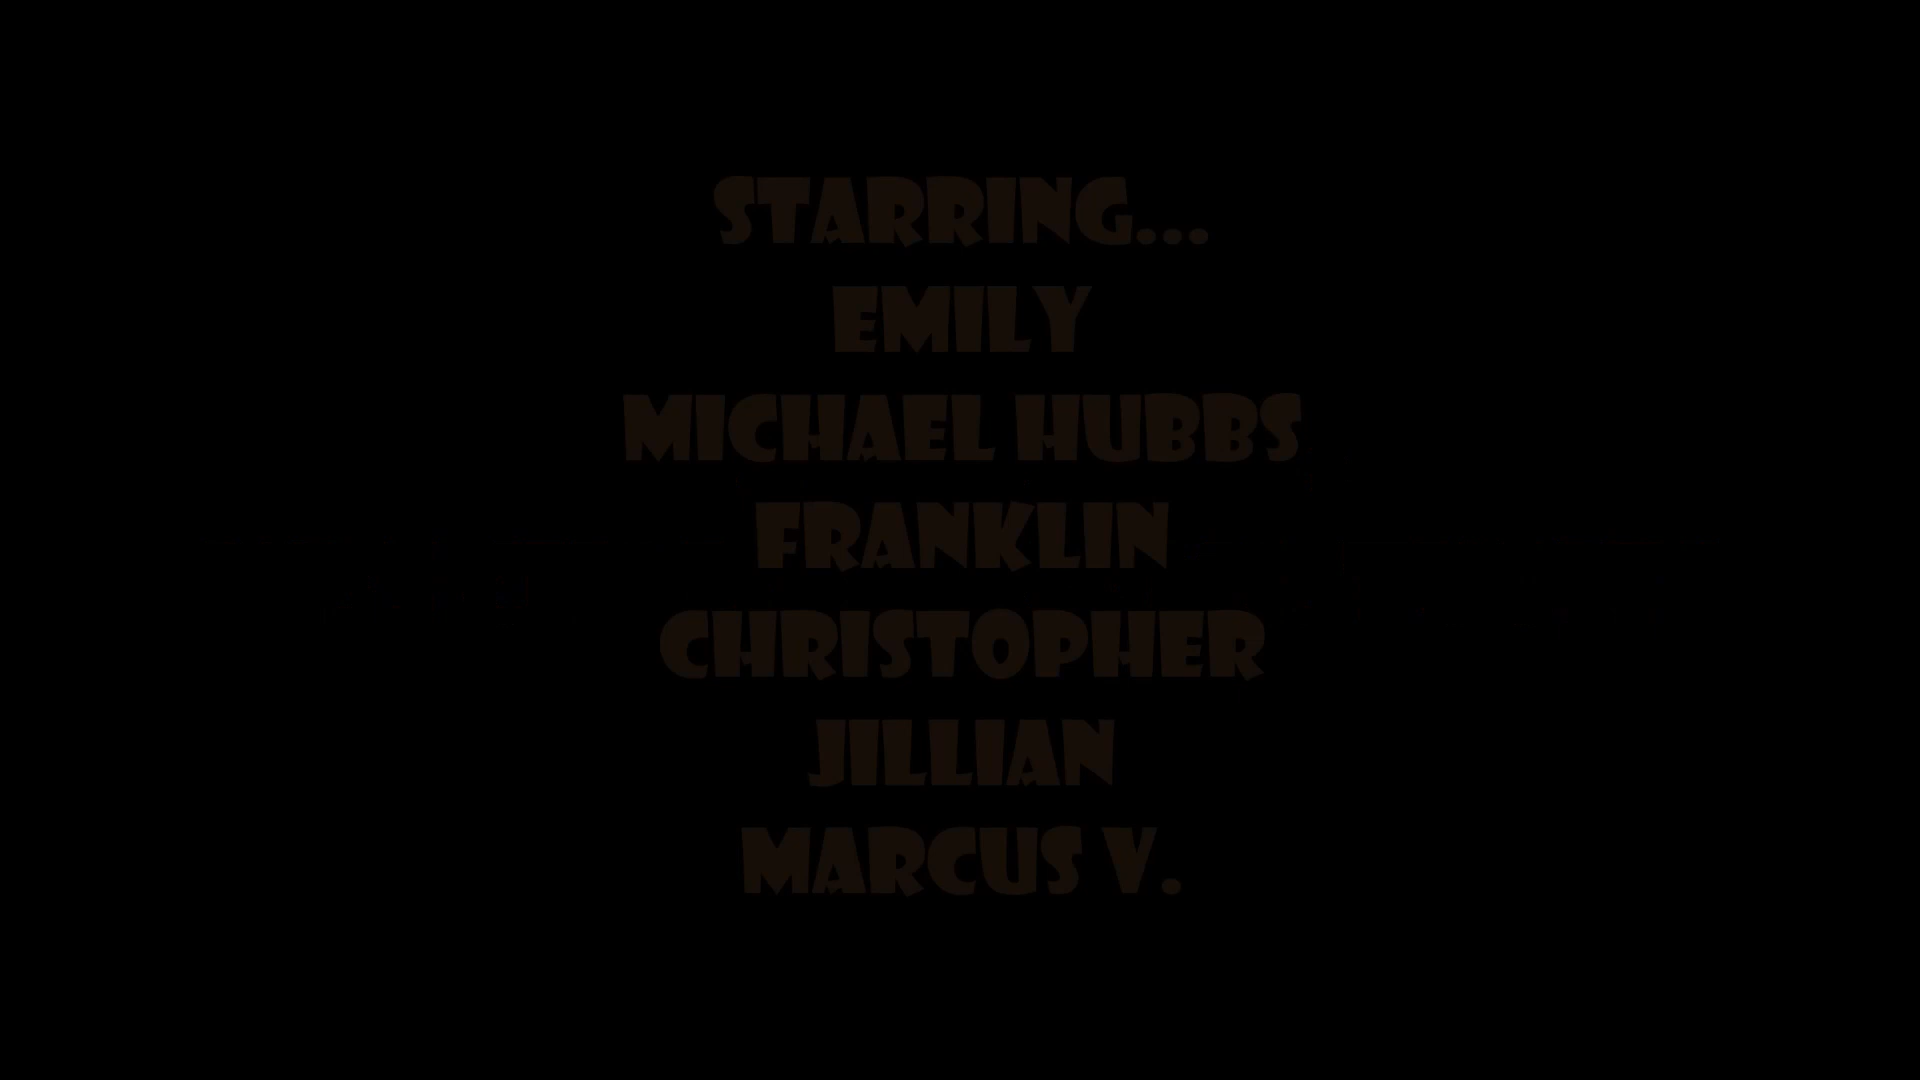 STARRING...
EMILY
MICHAEL HUBBS
FRANKLIN
CHRISTOPHER
JILLIAN
MARCUS V.